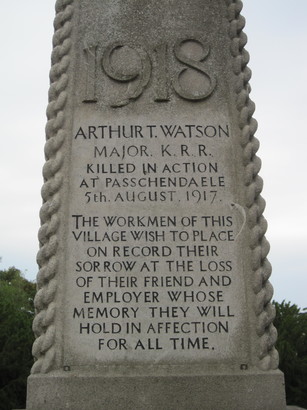 1918
ARTHUR T. WATSON
MAJOR. K. R. R.
KILLED IN ACTION
AT PASSCHENDAELE
5th. AUGUST, 1917.
THE WORKMEN OF THIS
VILLAGE WISH TO PLACE
ON RECORD THEIR
SORROW AT THE LOSS
OF THEIR FRIEND AND
EMPLOYER WHOSE
MEMORY THEY WILL
HOLD IN AFFECTION
FOR ALL TIME.